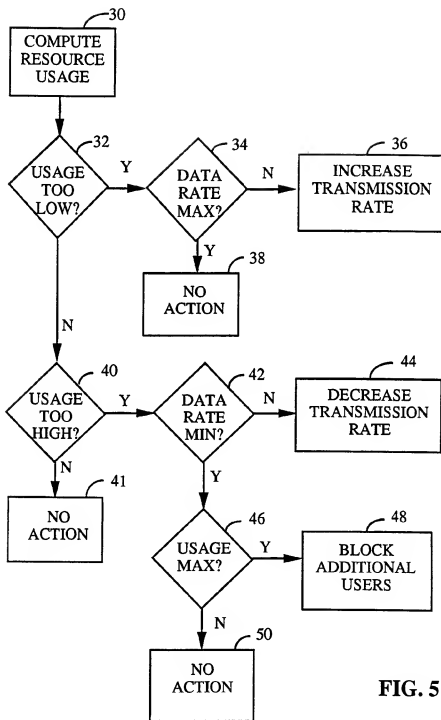 30
COMPUTE
RESOURCE
USAGE
32
USAGE
TOO
LOW?
Y
34
DATA
RATE
MAX?
N
36
INCREASE
TRANSMISSION
RATE
Y
38
NO
ACTION
N
40
USAGE
TOO
HIGH?
Y
42
DATA
RATE
MIN?
N
44
DECREASE
TRANSMISSION
RATE
N
41
NO
ACTION
Y
46
USAGE
MAX?
Y
48
BLOCK
ADDITIONAL
USERS
N
50
NO
ACTION
FIG. 5